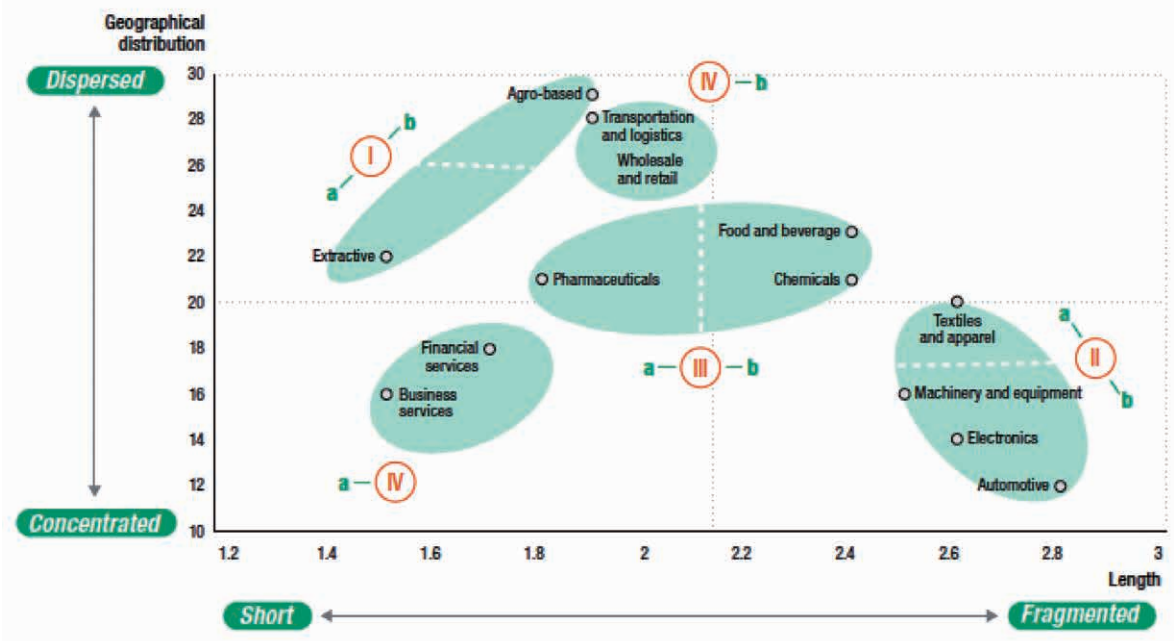 Geographical
distribution
Dispersed
30
28
26
24
22
20
18
16
14
12
10
Concentrated
IV
b
Agro-based
Transportation
and logistics
Wholesale
and retail
b
I
a
Extractive
Food and beverage
Pharmaceuticals
Chemicals
Textiles
and apparel
a
II
b
Financial
services
a
III
b
Business
services
Machinery and equipment
Electronics
Automotive
a
IV
1.2
1.4
1.6
1.8
2
2.2
2.4
2.6
2.8
3
Length
Short
Fragmented